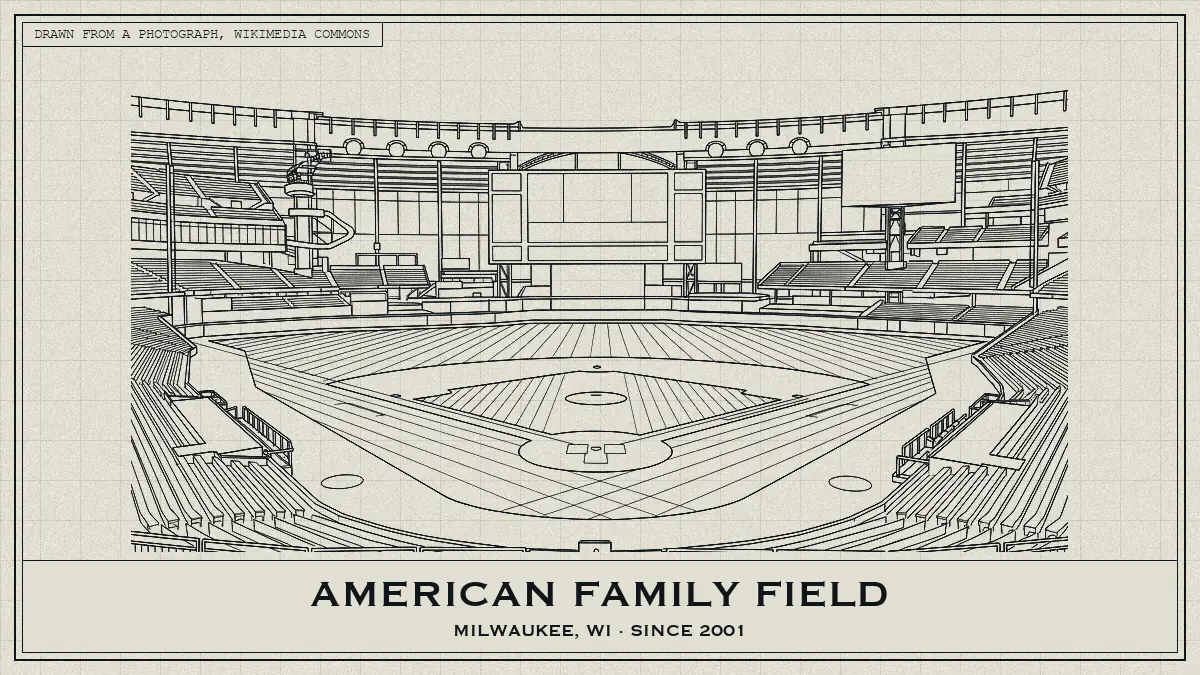 DRAWN FROM A PHOTOGRAPH, WIKIMEDIA COMMONS
AMERICAN FAMILY FIELD
MILWAUKEE, WI · SINCE 2001